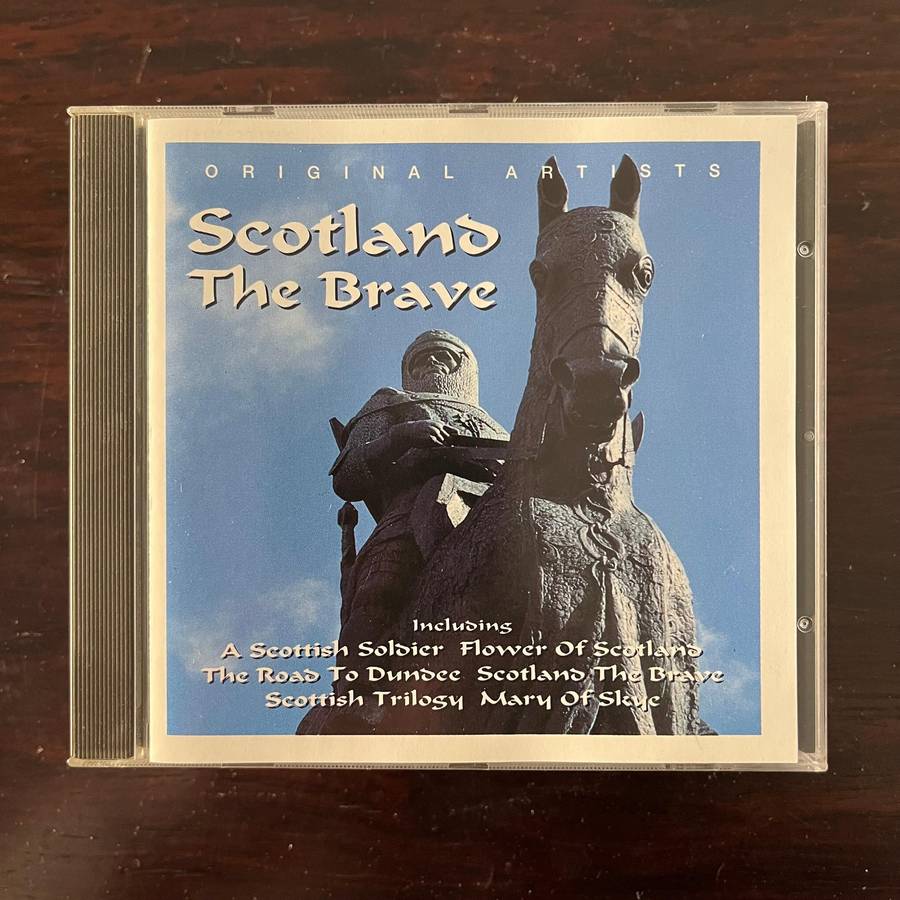 ORIGINAL ARTISTS
Scotland
The Brave
Including
A Scottish Soldier Flower Of Scotland
The Road To Dundee Scotland The Brave
Scottish Trilogy Mary Of Skye